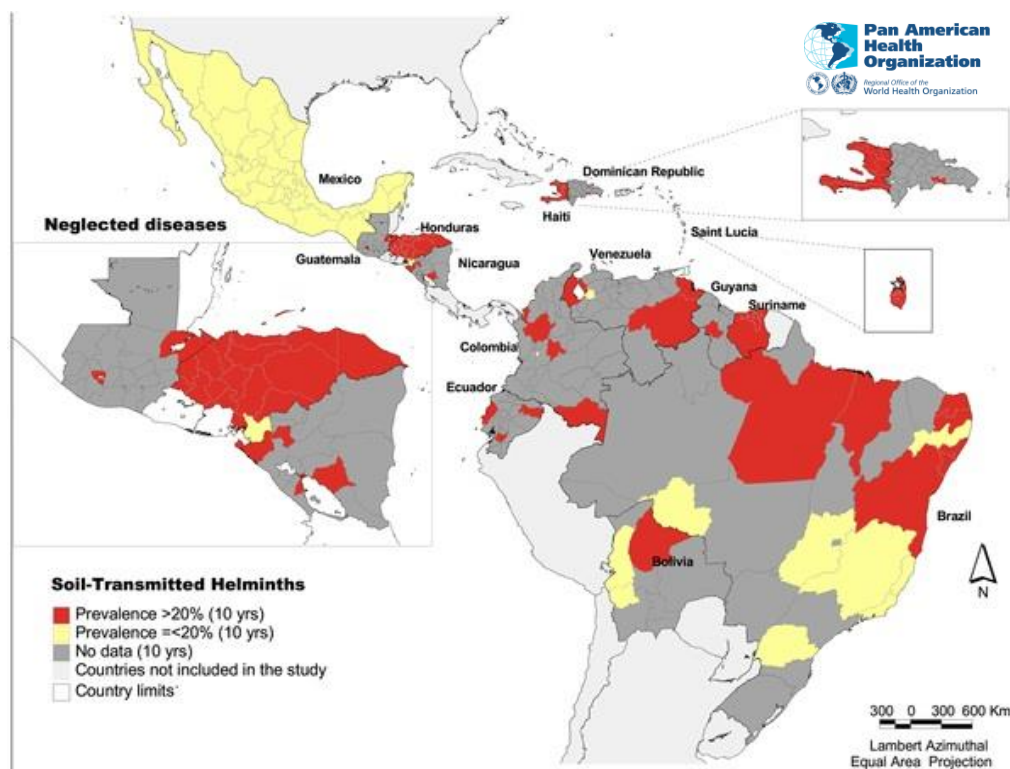 Pan American
Health
Organization
Regional Office of the
World Health Organization
Dominican Republic
Mexico
Haiti
Neglected diseases
Honduras
Saint Lucia
Guatemala
Nicaragua
Venezuela
Guyana
Suriname
Colombia
Ecuador
Brazil
Bolivia
N
Soil-Transmitted Helminths
Prevalence >20% (10 yrs)
Prevalence =<20% (10 yrs)
No data (10 yrs)
Countries not included in the study
Country limits
300 0 300 600 Km
Lambert Azimuthal
Equal Area Projection